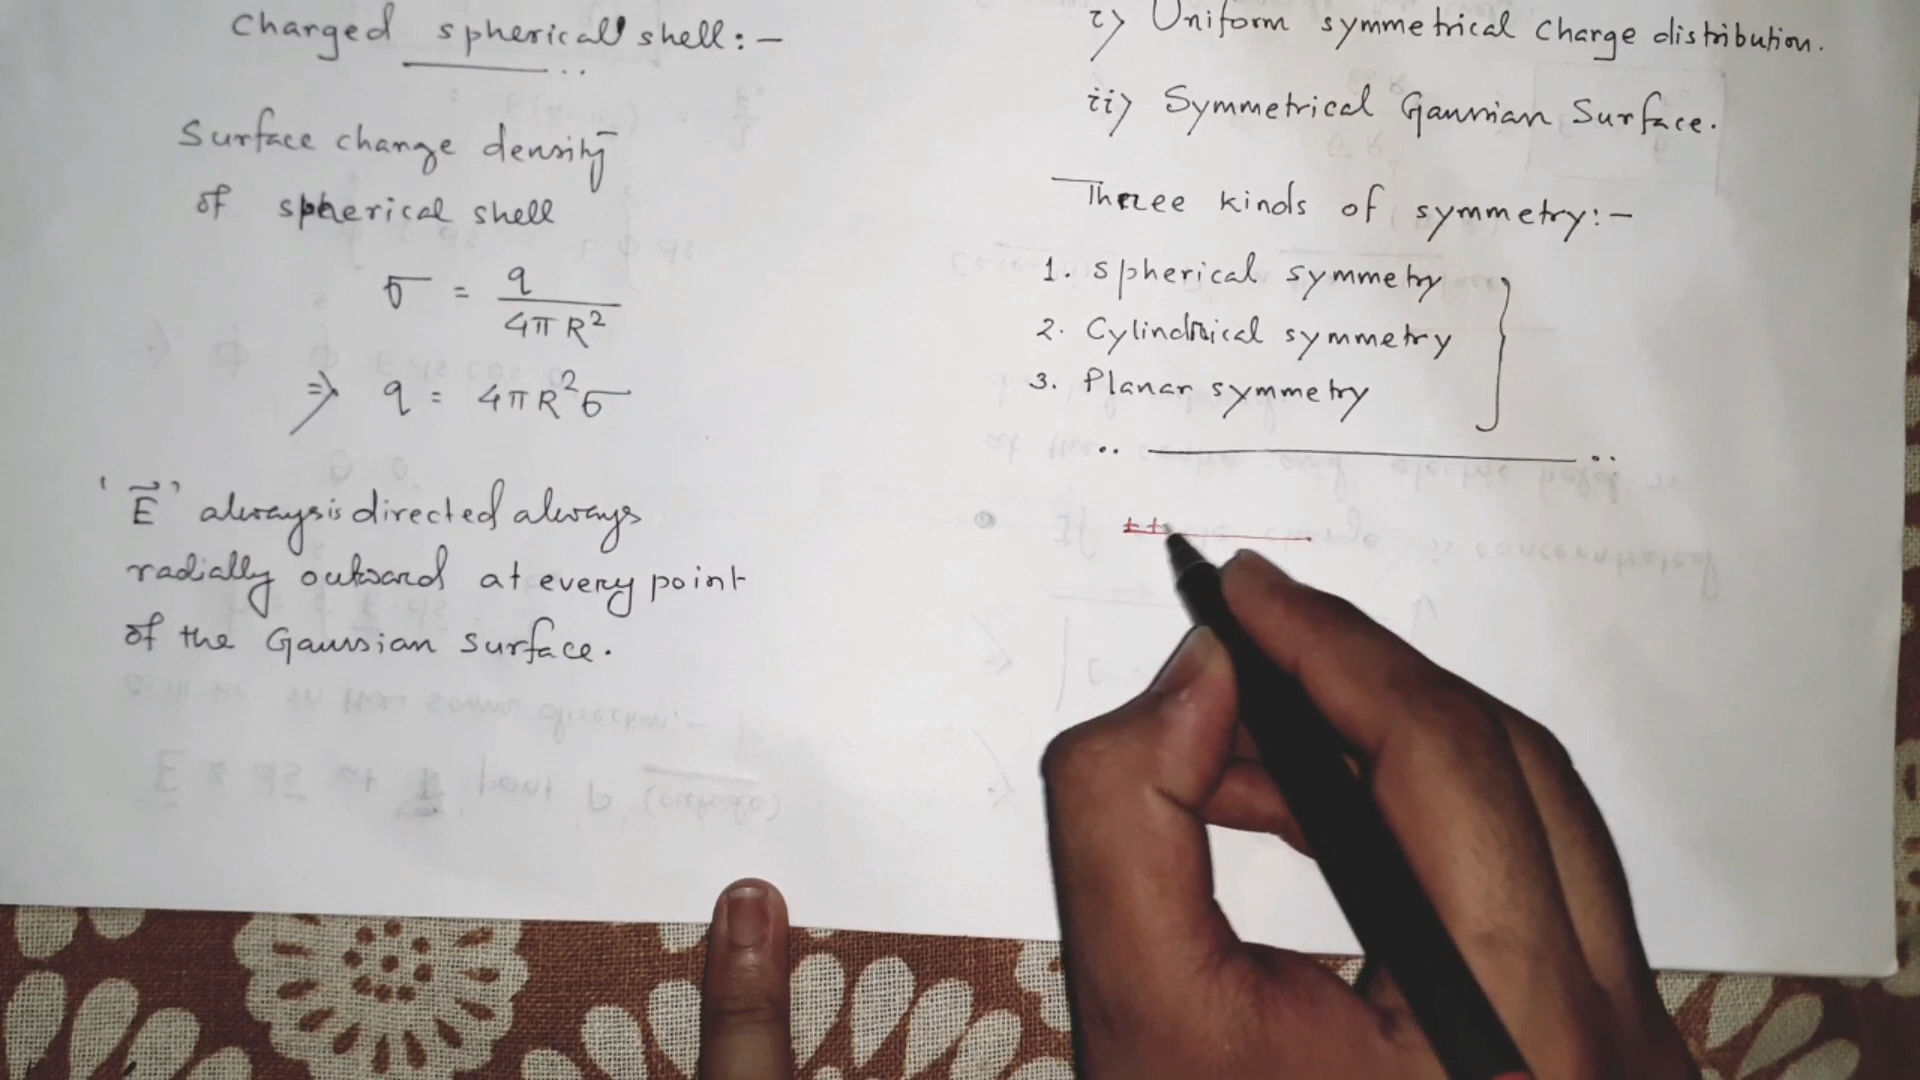 Charged spherical shell:-
Surface change density
of spherical shell
σ = q / 4πR²
⇒ q = 4πR²σ
'E⃗' always is directed always
radially outward at every point
of the Gaussian surface.
i) Uniform symmetrical charge distribution.
ii) Symmetrical Gaussian Surface.
Three kinds of symmetry:-
1. Spherical symmetry
2. Cylindrical symmetry
3. Planar symmetry
++